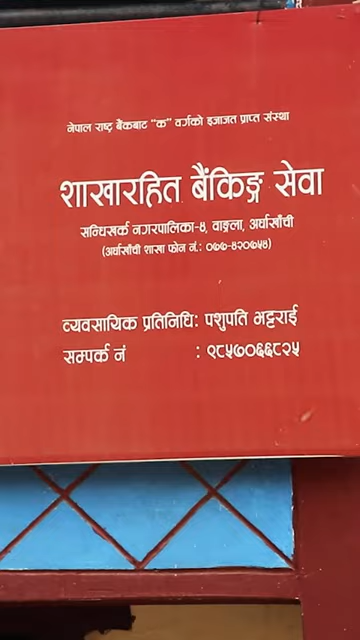 नेपाल राष्ट्र बैंकबाट "क" वर्गको इजाजत प्राप्त संस्था
शाखारहित बैंकिङ्ग सेवा
सन्धिखर्क नगरपालिका-४, वाङ्गला, अर्घाखाँची
(अर्घाखाँची शाखा फोन नं.: ०७७-४२०७५४)
व्यवसायिक प्रतिनिधि: पशुपति भट्टराई
सम्पर्क नं : ९८५७०६६८२५